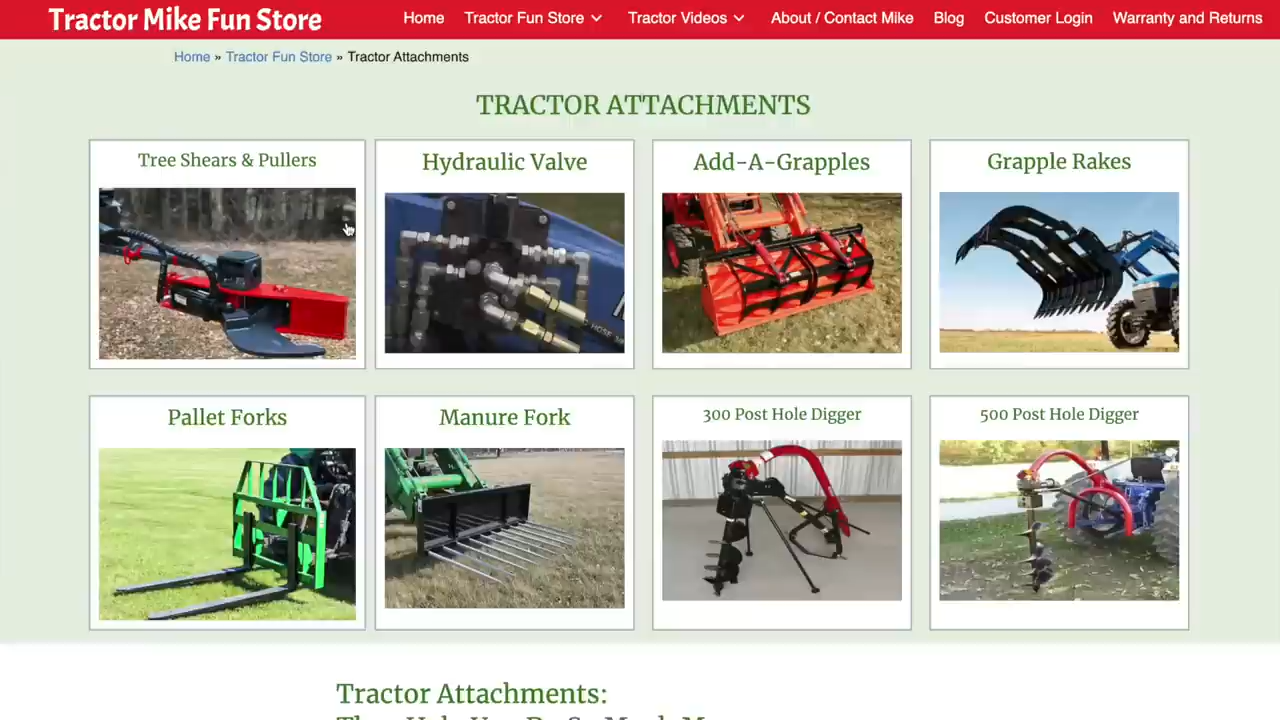 Tractor Mike Fun Store
Home Tractor Fun Store Tractor Videos About / Contact Mike Blog Customer Login Warranty and Returns
Home » Tractor Fun Store » Tractor Attachments
TRACTOR ATTACHMENTS
Tree Shears & Pullers
Hydraulic Valve
Add-A-Grapples
Grapple Rakes
Pallet Forks
Manure Fork
300 Post Hole Digger
500 Post Hole Digger
Tractor Attachments: